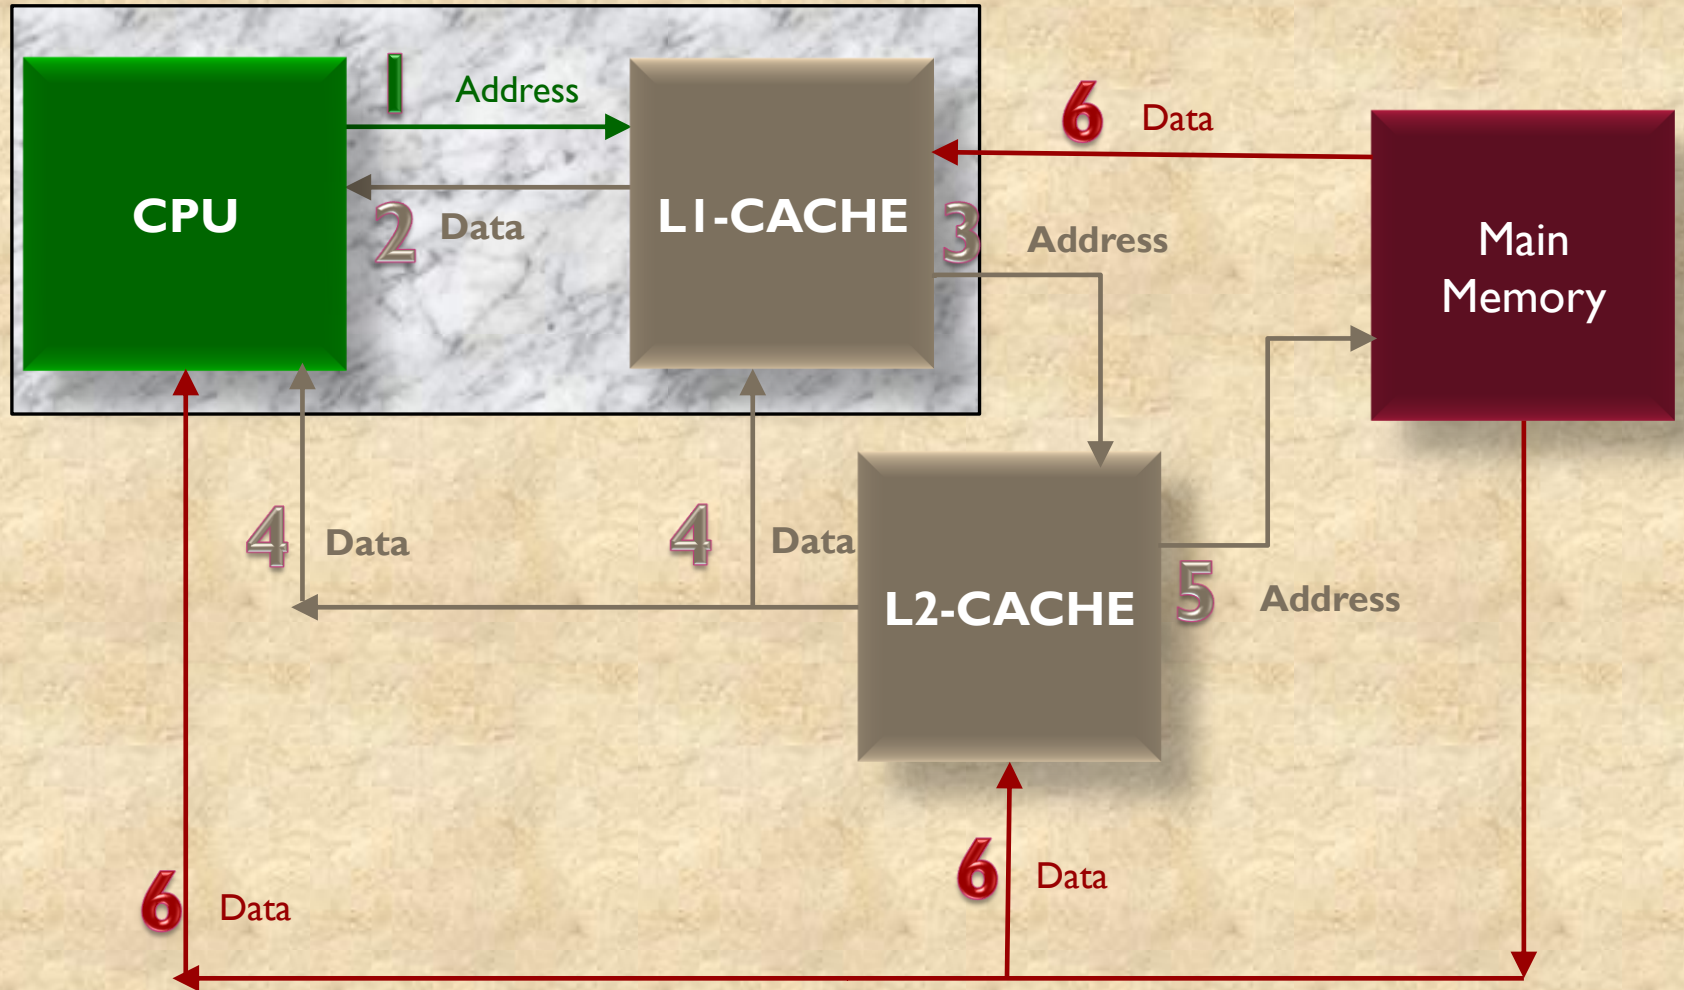 1 Address
6 Data
CPU
2 Data
L1-CACHE
3 Address
Main
Memory
4 Data
4 Data
L2-CACHE
5 Address
6 Data
6 Data